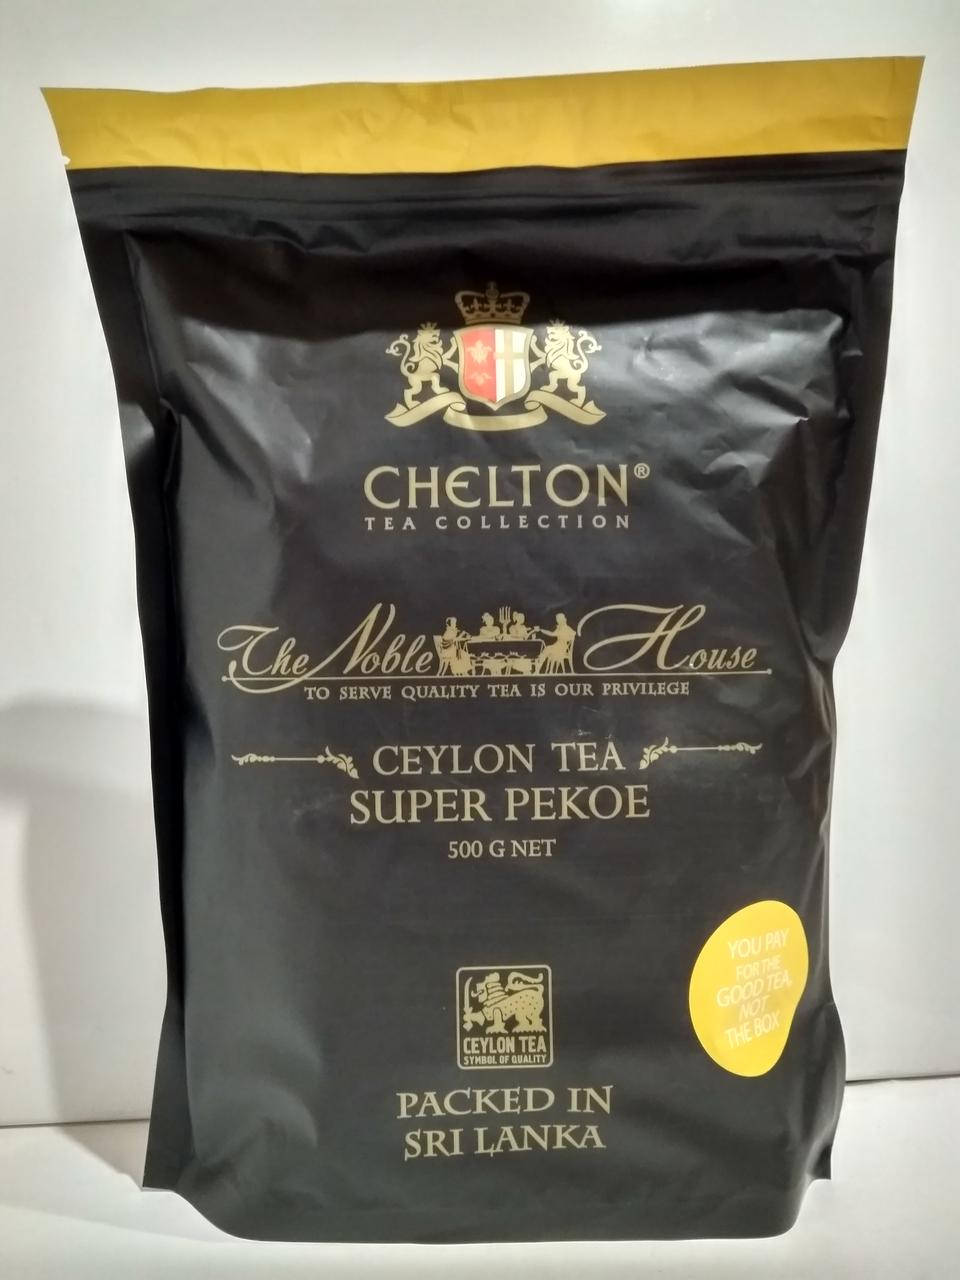 CHELTON®
TEA COLLECTION
The Noble House
TO SERVE QUALITY TEA IS OUR PRIVILEGE
CEYLON TEA
SUPER PEKOE
500 G NET
YOU PAY
FOR THE
GOOD TEA,
NOT
THE BOX
CEYLON TEA
SYMBOL OF QUALITY
PACKED IN
SRI LANKA